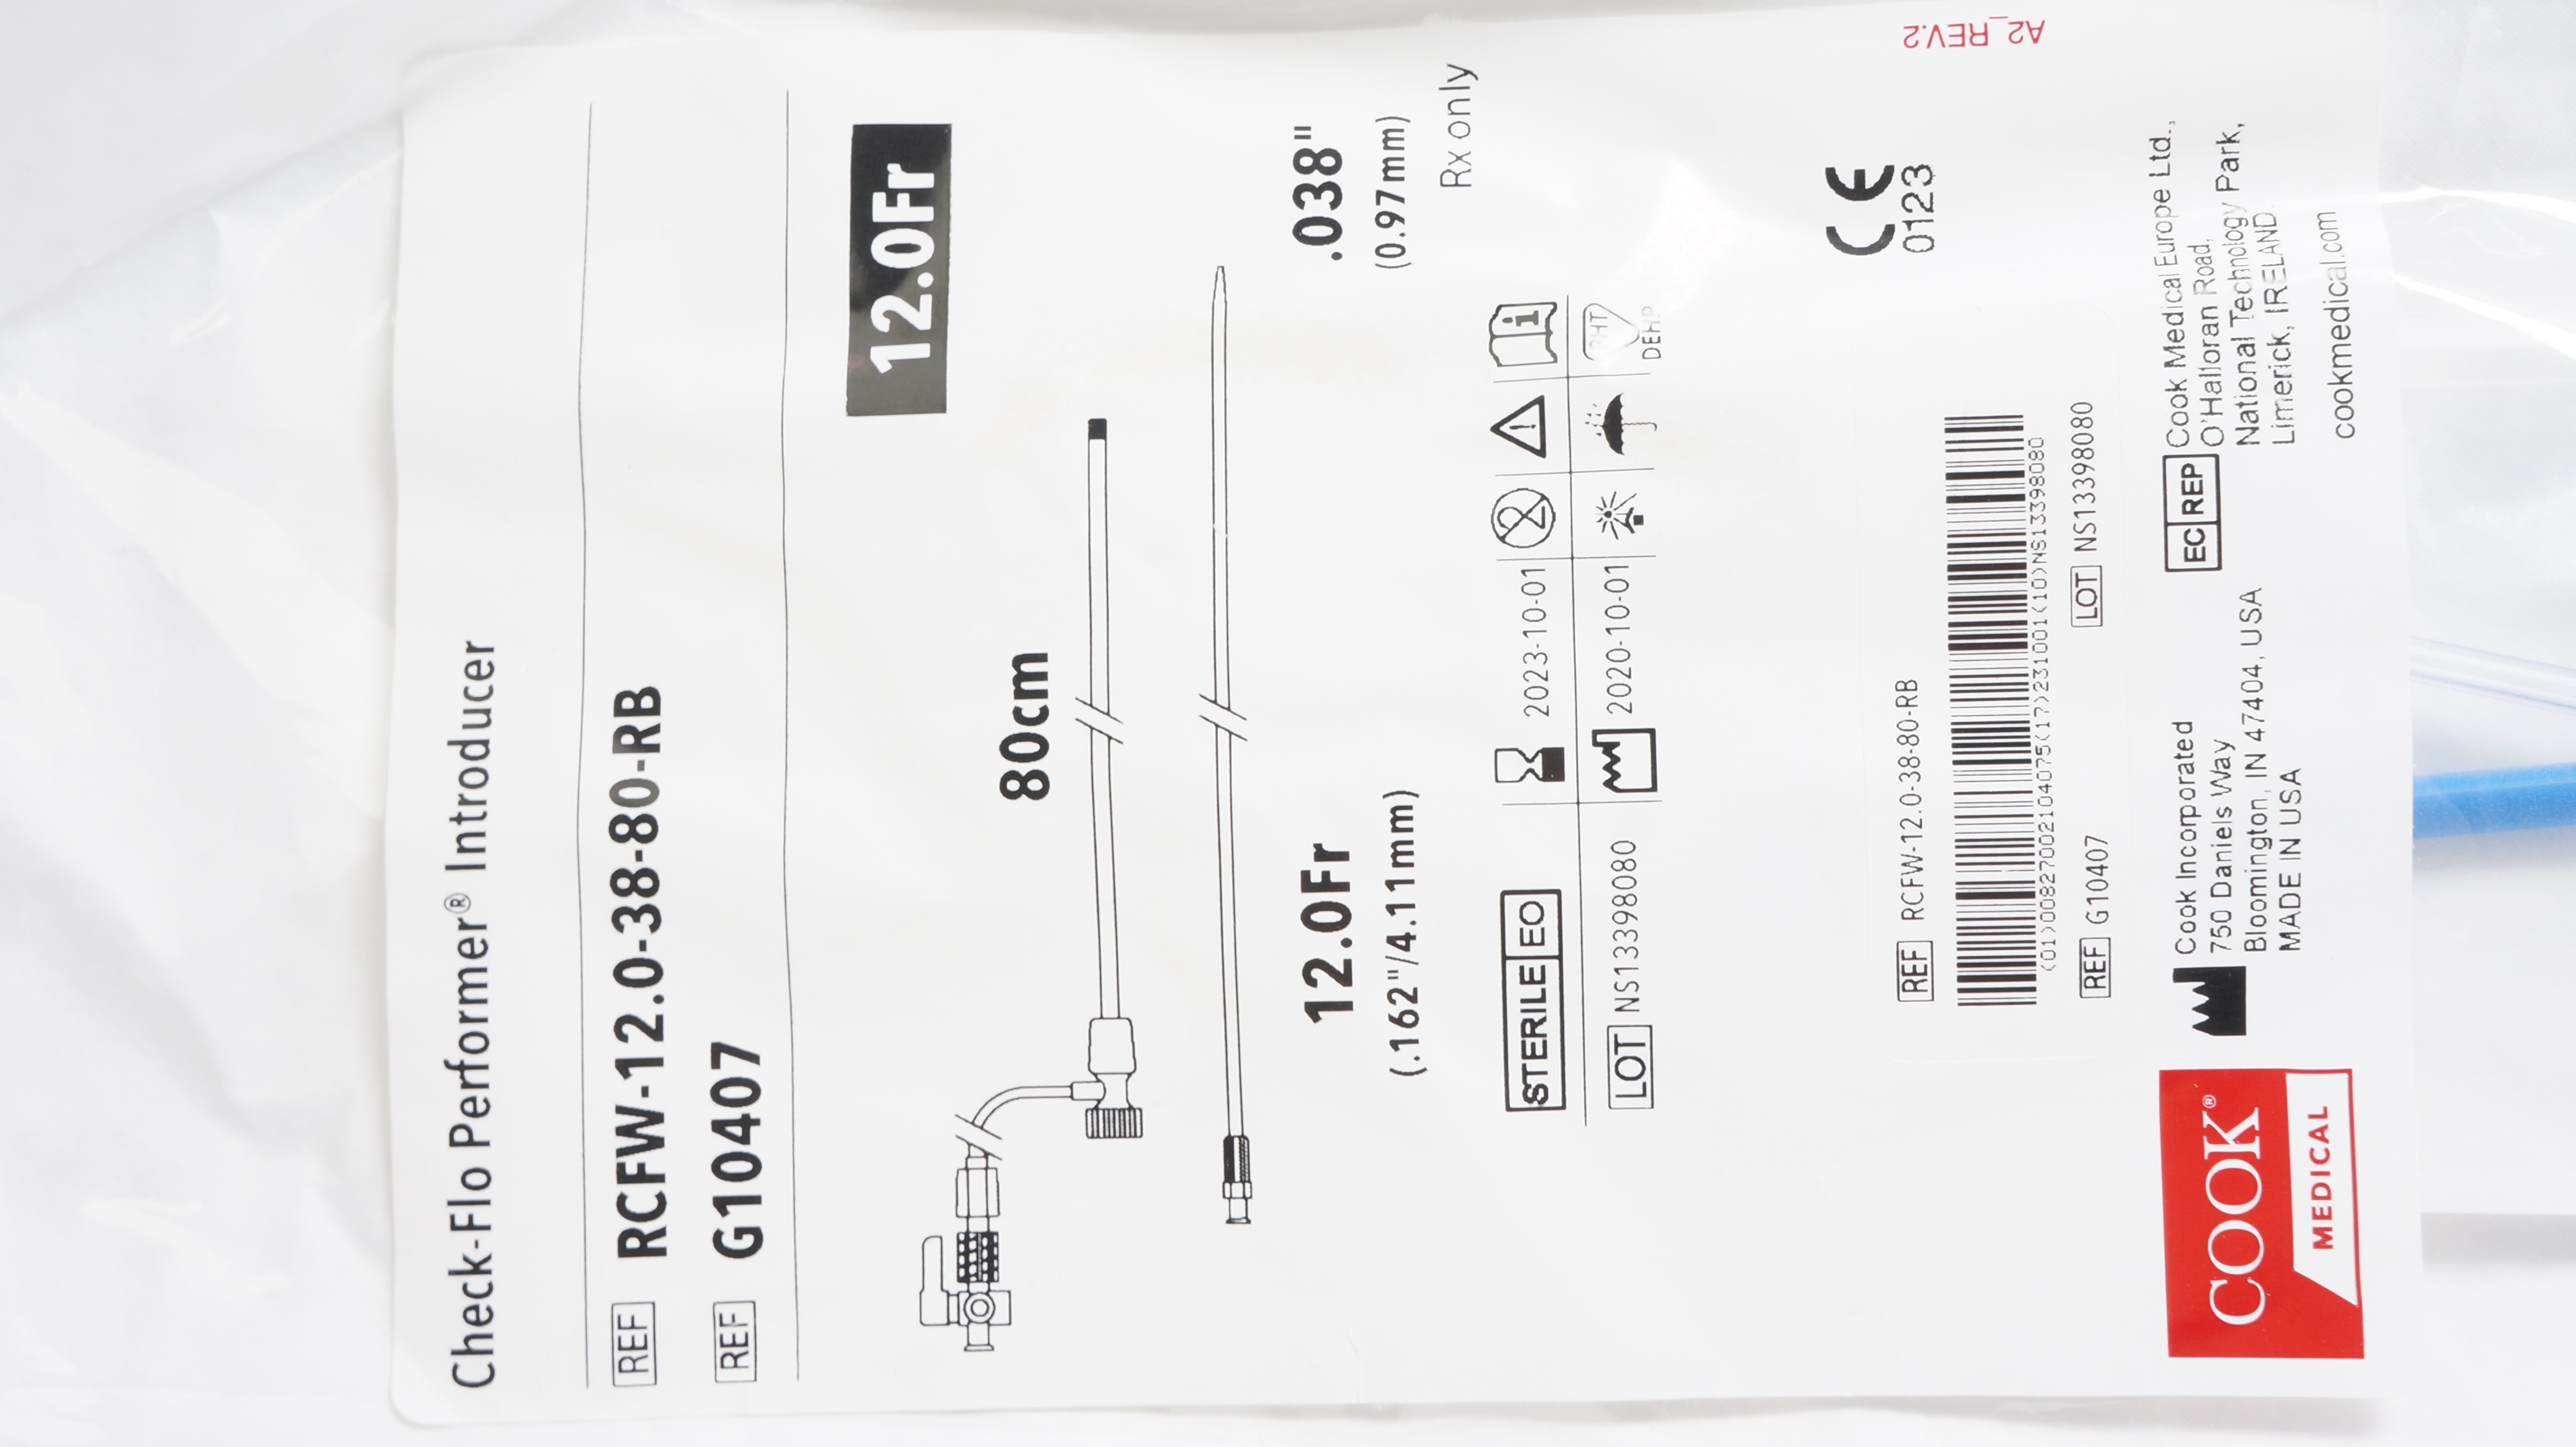 Check-Flo Performer® Introducer
REF RCFW-12.0-38-80-RB
REF G10407
12.0Fr
80cm
12.0Fr
(.162"/4.11mm)
.038"
(0.97mm)
Rx only
STERILE EO
2023-10-01
LOT NS13398080
2020-10-01
PHT
DEHP
CE
0123
REF RCFW-12.0-38-80-RB
(01)00827002104075(17)231001(10)NS13398080
REF G10407
LOT NS13398080
COOK®
MEDICAL
Cook Incorporated
750 Daniels Way
Bloomington, IN 47404, USA
MADE IN USA
EC REP
Cook Medical Europe Ltd.,
O'Halloran Road,
National Technology Park,
Limerick, IRELAND.
cookmedical.com
A2_REV.2